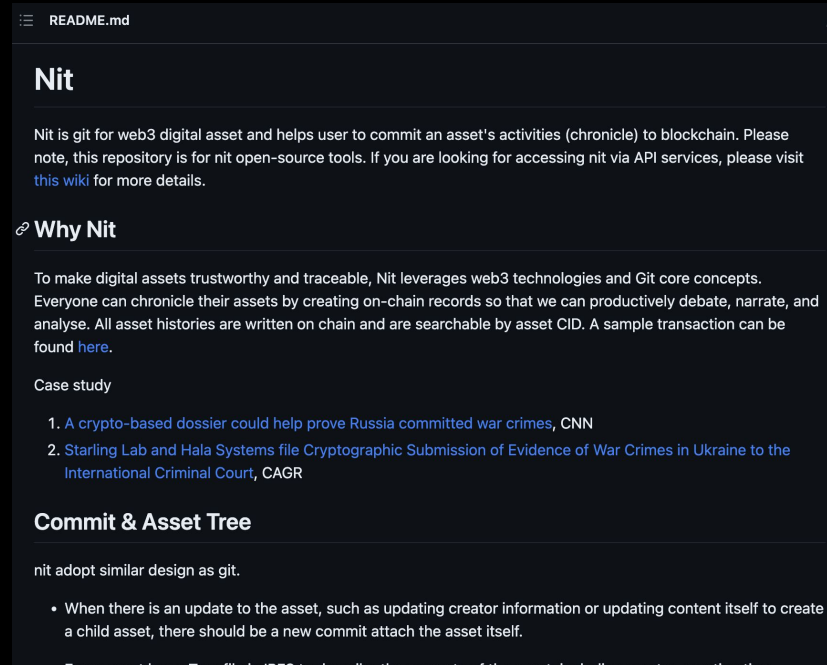 README.md
Nit
Nit is git for web3 digital asset and helps user to commit an asset's activities (chronicle) to blockchain. Please
note, this repository is for nit open-source tools. If you are looking for accessing nit via API services, please visit
this wiki for more details.
Why Nit
To make digital assets trustworthy and traceable, Nit leverages web3 technologies and Git core concepts.
Everyone can chronicle their assets by creating on-chain records so that we can productively debate, narrate, and
analyse. All asset histories are written on chain and are searchable by asset CID. A sample transaction can be
found here.
Case study
1. A crypto-based dossier could help prove Russia committed war crimes, CNN
2. Starling Lab and Hala Systems file Cryptographic Submission of Evidence of War Crimes in Ukraine to the
International Criminal Court, CAGR
Commit & Asset Tree
nit adopt similar design as git.
• When there is an update to the asset, such as updating creator information or updating content itself to create
a child asset, there should be a new commit attach the asset itself.